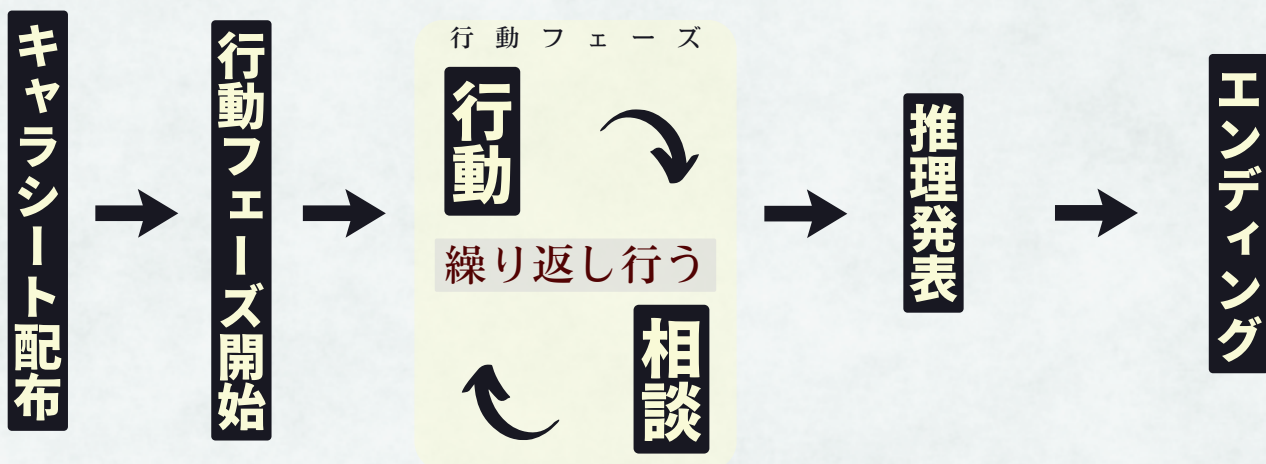 キャラシート配布
行動フェーズ開始
行動フェーズ
行動
繰り返し行う
相談
推理発表
エンディング